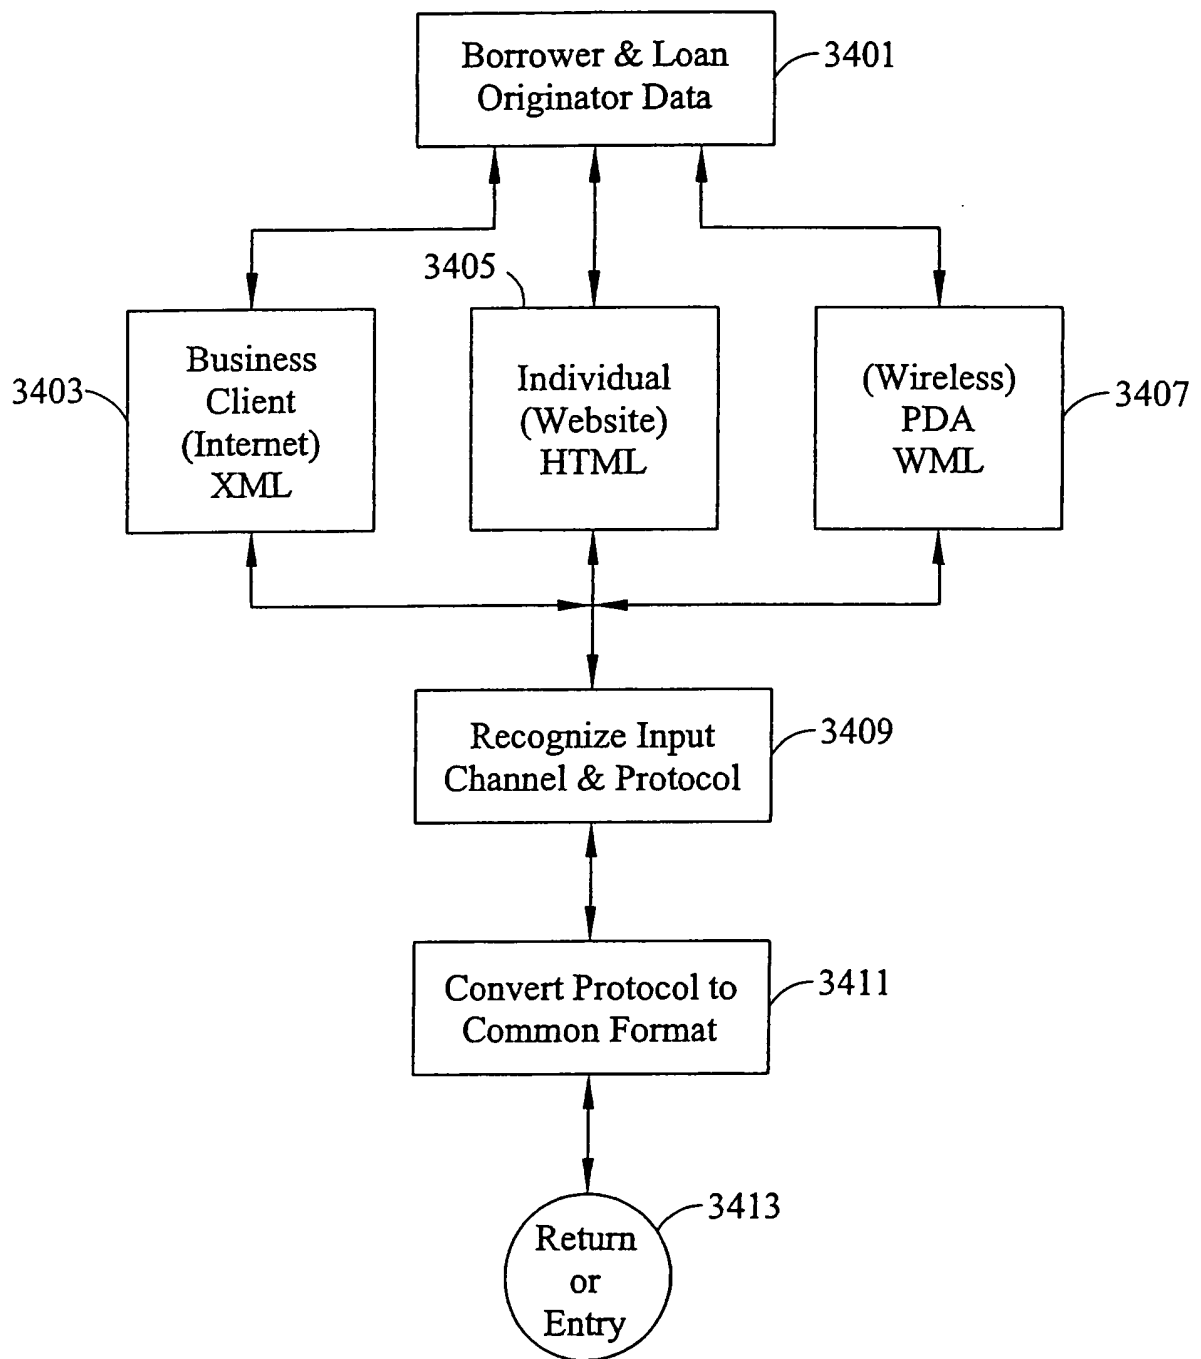 Borrower & Loan
Originator Data
3401
3405
3403
Business
Client
(Internet)
XML
Individual
(Website)
HTML
(Wireless)
PDA
WML
3407
Recognize Input
Channel & Protocol
3409
Convert Protocol to
Common Format
3411
Return
or
Entry
3413